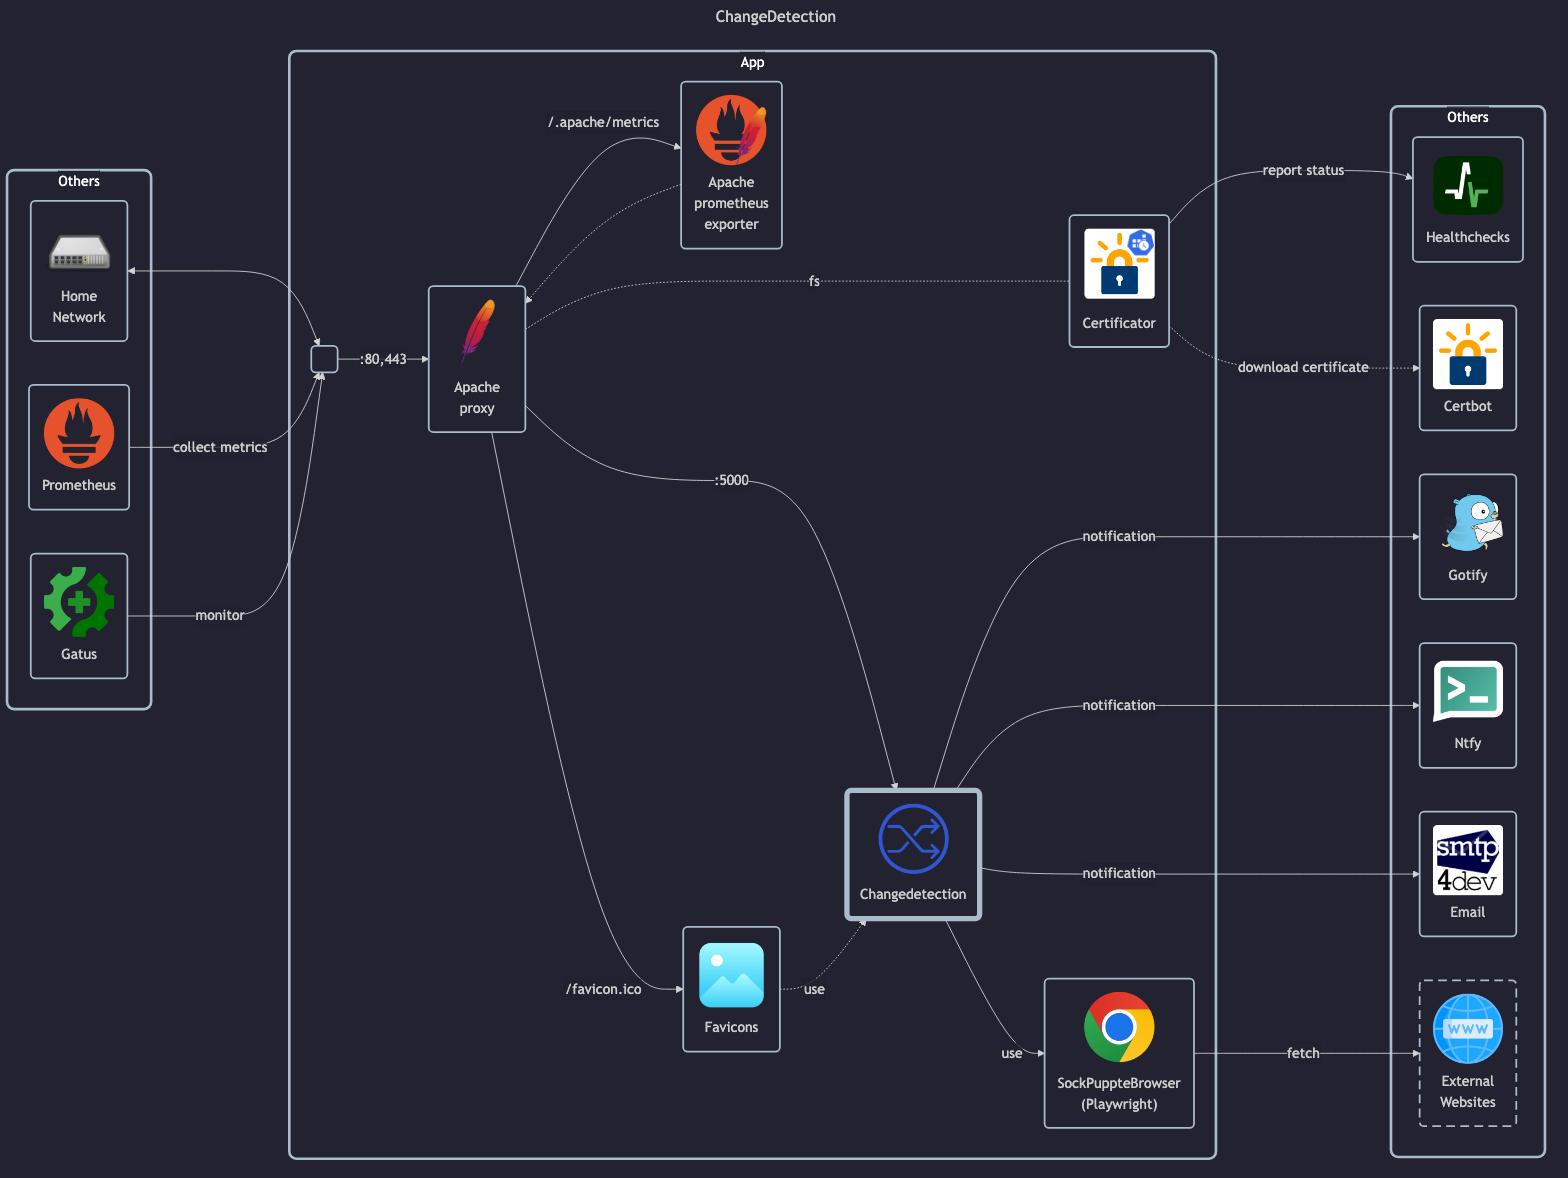 ChangeDetection
Others
Home
Network
Prometheus
Gatus
collect metrics
monitor
App
:80,443
Apache
proxy
/.apache/metrics
Apache
prometheus
exporter
fs
:5000
/favicon.ico
Favicons
use
Changedetection
use
SockPuppteBrowser
(Playwright)
Certificator
notification
notification
notification
report status
download certificate
fetch
Others
Healthchecks
Certbot
Gotify
>_
Ntfy
smtp
4dev
Email
WWW
External
Websites